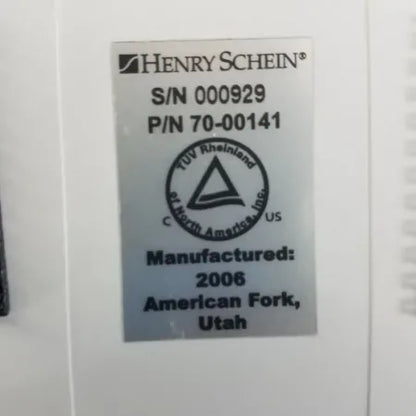 HENRY SCHEIN®
S/N 000929
P/N 70-00141
TUV Rheinland
of North America, Inc.
C US
Manufactured:
2006
American Fork,
Utah